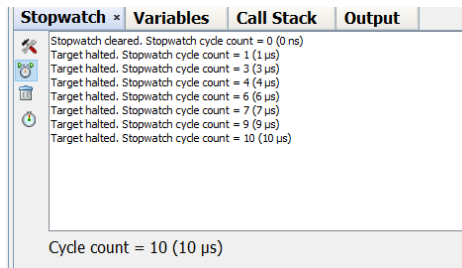 Stopwatch × Variables Call Stack Output
Stopwatch cleared. Stopwatch cycle count = 0 (0 ns)
Target halted. Stopwatch cycle count = 1 (1 µs)
Target halted. Stopwatch cycle count = 3 (3 µs)
Target halted. Stopwatch cycle count = 4 (4 µs)
Target halted. Stopwatch cycle count = 6 (6 µs)
Target halted. Stopwatch cycle count = 7 (7 µs)
Target halted. Stopwatch cycle count = 9 (9 µs)
Target halted. Stopwatch cycle count = 10 (10 µs)
Cycle count = 10 (10 µs)